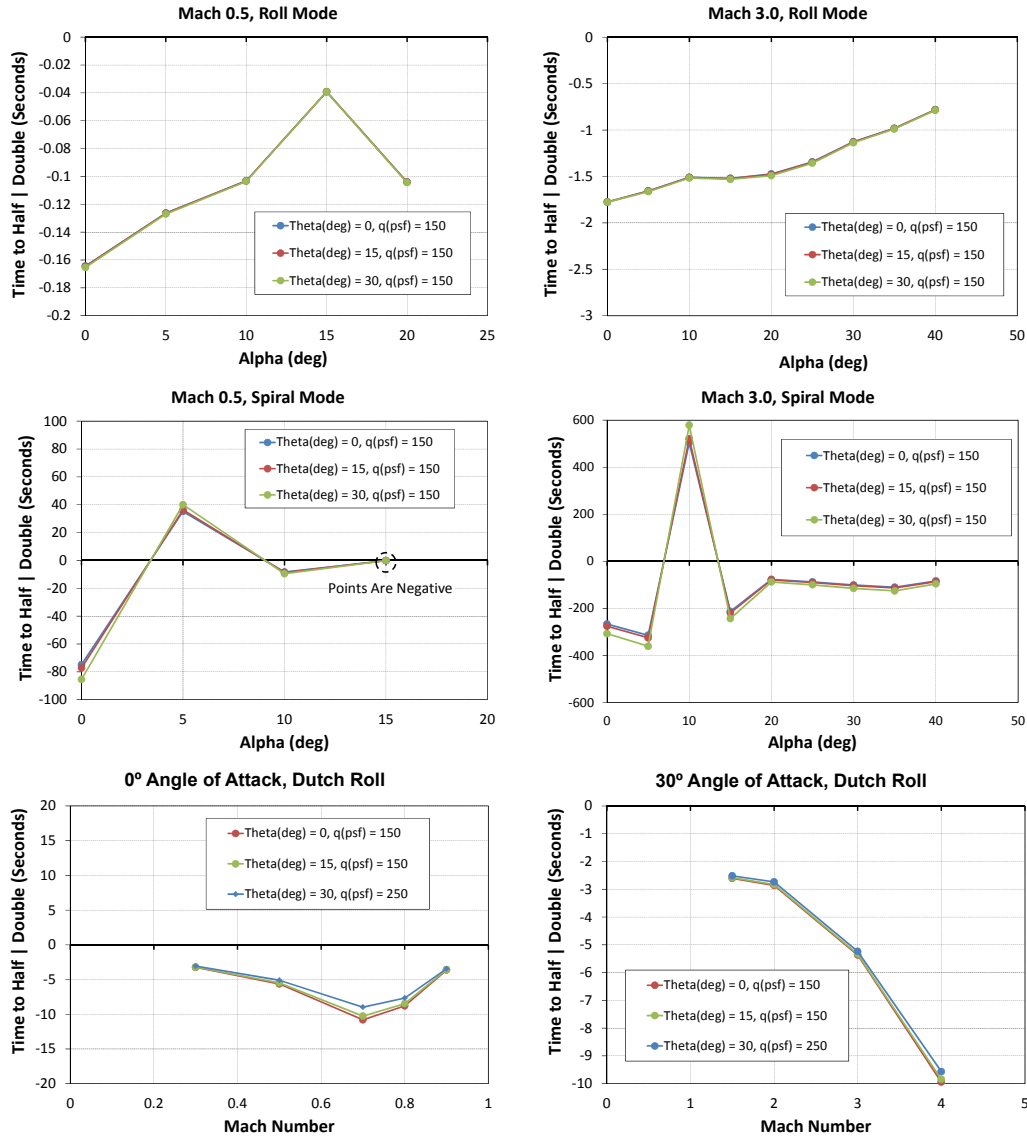 Mach 0.5, Roll Mode
Time to Half | Double (Seconds)
0
-0.02
-0.04
-0.06
-0.08
-0.1
-0.12
-0.14
-0.16
-0.18
-0.2
Theta(deg) = 0, q(psf) = 150
Theta(deg) = 15, q(psf) = 150
Theta(deg) = 30, q(psf) = 150
0 5 10 15 20 25
Alpha (deg)
Mach 3.0, Roll Mode
Time to Half | Double (Seconds)
0
-0.5
-1
-1.5
-2
-2.5
-3
Theta(deg) = 0, q(psf) = 150
Theta(deg) = 15, q(psf) = 150
Theta(deg) = 30, q(psf) = 150
0 10 20 30 40 50
Alpha (deg)
Mach 0.5, Spiral Mode
Time to Half | Double (Seconds)
100
80
60
40
20
0
-20
-40
-60
-80
-100
Theta(deg) = 0, q(psf) = 150
Theta(deg) = 15, q(psf) = 150
Theta(deg) = 30, q(psf) = 150
Points Are Negative
0 5 10 15 20
Alpha (deg)
Mach 3.0, Spiral Mode
Time to Half | Double (Seconds)
600
400
200
0
-200
-400
-600
Theta(deg) = 0, q(psf) = 150
Theta(deg) = 15, q(psf) = 150
Theta(deg) = 30, q(psf) = 150
0 10 20 30 40 50
Alpha (deg)
0º Angle of Attack, Dutch Roll
Time to Half | Double (Seconds)
20
15
10
5
0
-5
-10
-15
-20
Theta(deg) = 0, q(psf) = 150
Theta(deg) = 15, q(psf) = 150
Theta(deg) = 30, q(psf) = 250
0 0.2 0.4 0.6 0.8 1
Mach Number
30º Angle of Attack, Dutch Roll
Time to Half | Double (Seconds)
0
-1
-2
-3
-4
-5
-6
-7
-8
-9
-10
Theta(deg) = 0, q(psf) = 150
Theta(deg) = 15, q(psf) = 150
Theta(deg) = 30, q(psf) = 250
0 1 2 3 4 5
Mach Number